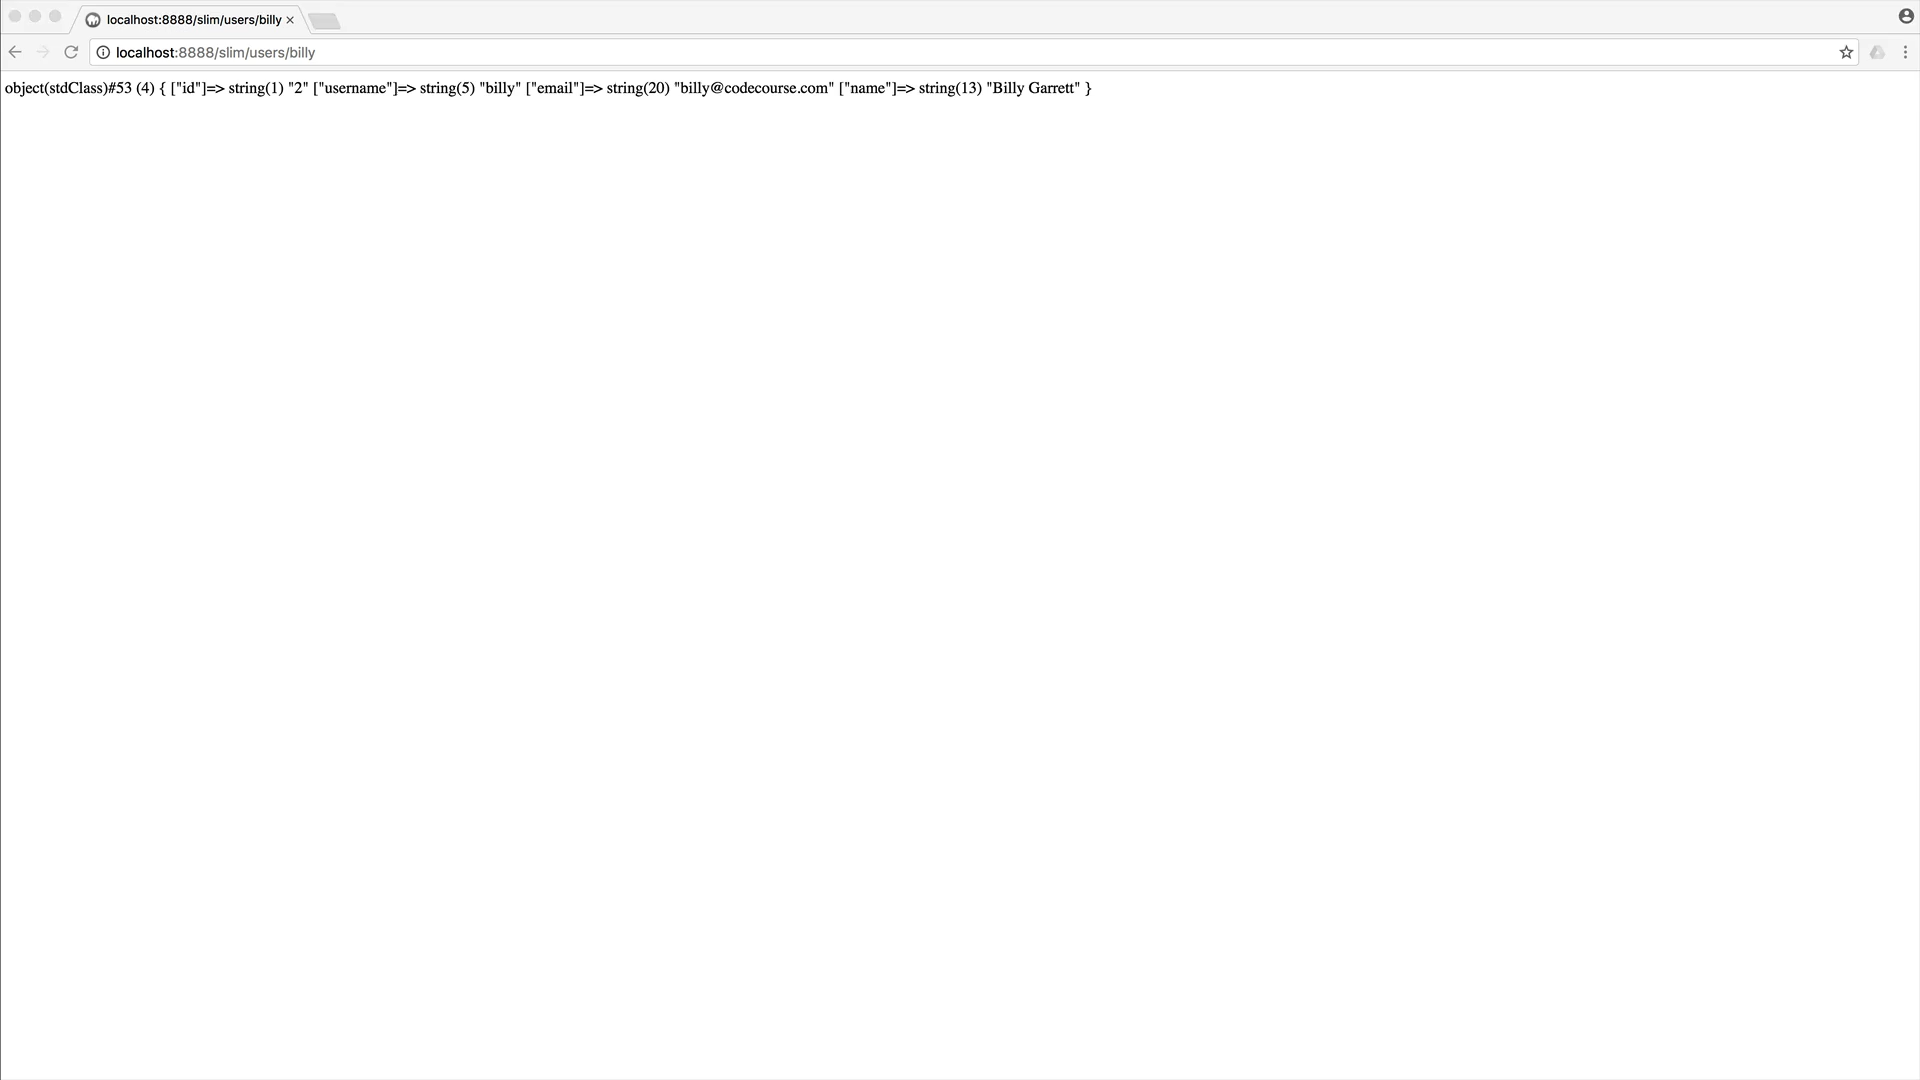 localhost:8888/slim/users/billy
localhost:8888/slim/users/billy
object(stdClass)#53 (4) { ["id"]=> string(1) "2" ["username"]=> string(5) "billy" ["email"]=> string(20) "billy@codecourse.com" ["name"]=> string(13) "Billy Garrett" }